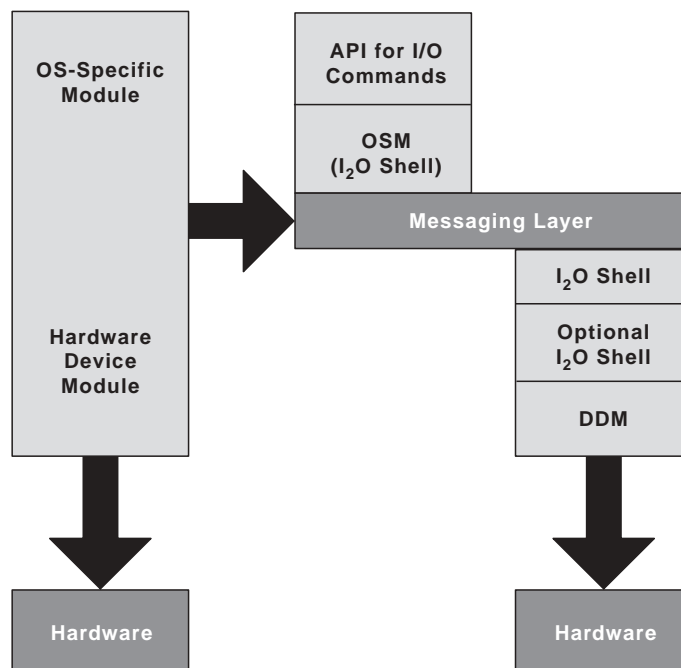 OS-Specific
Module
Hardware
Device
Module
Hardware
API for I/O
Commands
OSM
(I₂O Shell)
Messaging Layer
I₂O Shell
Optional
I₂O Shell
DDM
Hardware